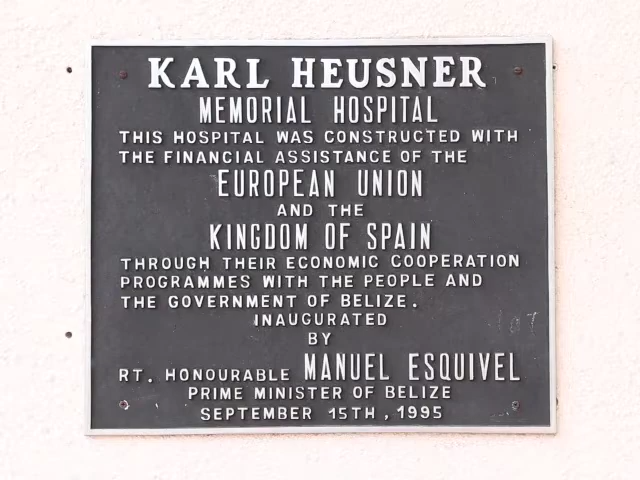 KARL HEUSNER
MEMORIAL HOSPITAL
THIS HOSPITAL WAS CONSTRUCTED WITH
THE FINANCIAL ASSISTANCE OF THE
EUROPEAN UNION
AND THE
KINGDOM OF SPAIN
THROUGH THEIR ECONOMIC COOPERATION
PROGRAMMES WITH THE PEOPLE AND
THE GOVERNMENT OF BELIZE.
INAUGURATED
BY
RT. HONOURABLE MANUEL ESQUIVEL
PRIME MINISTER OF BELIZE
SEPTEMBER 15TH, 1995